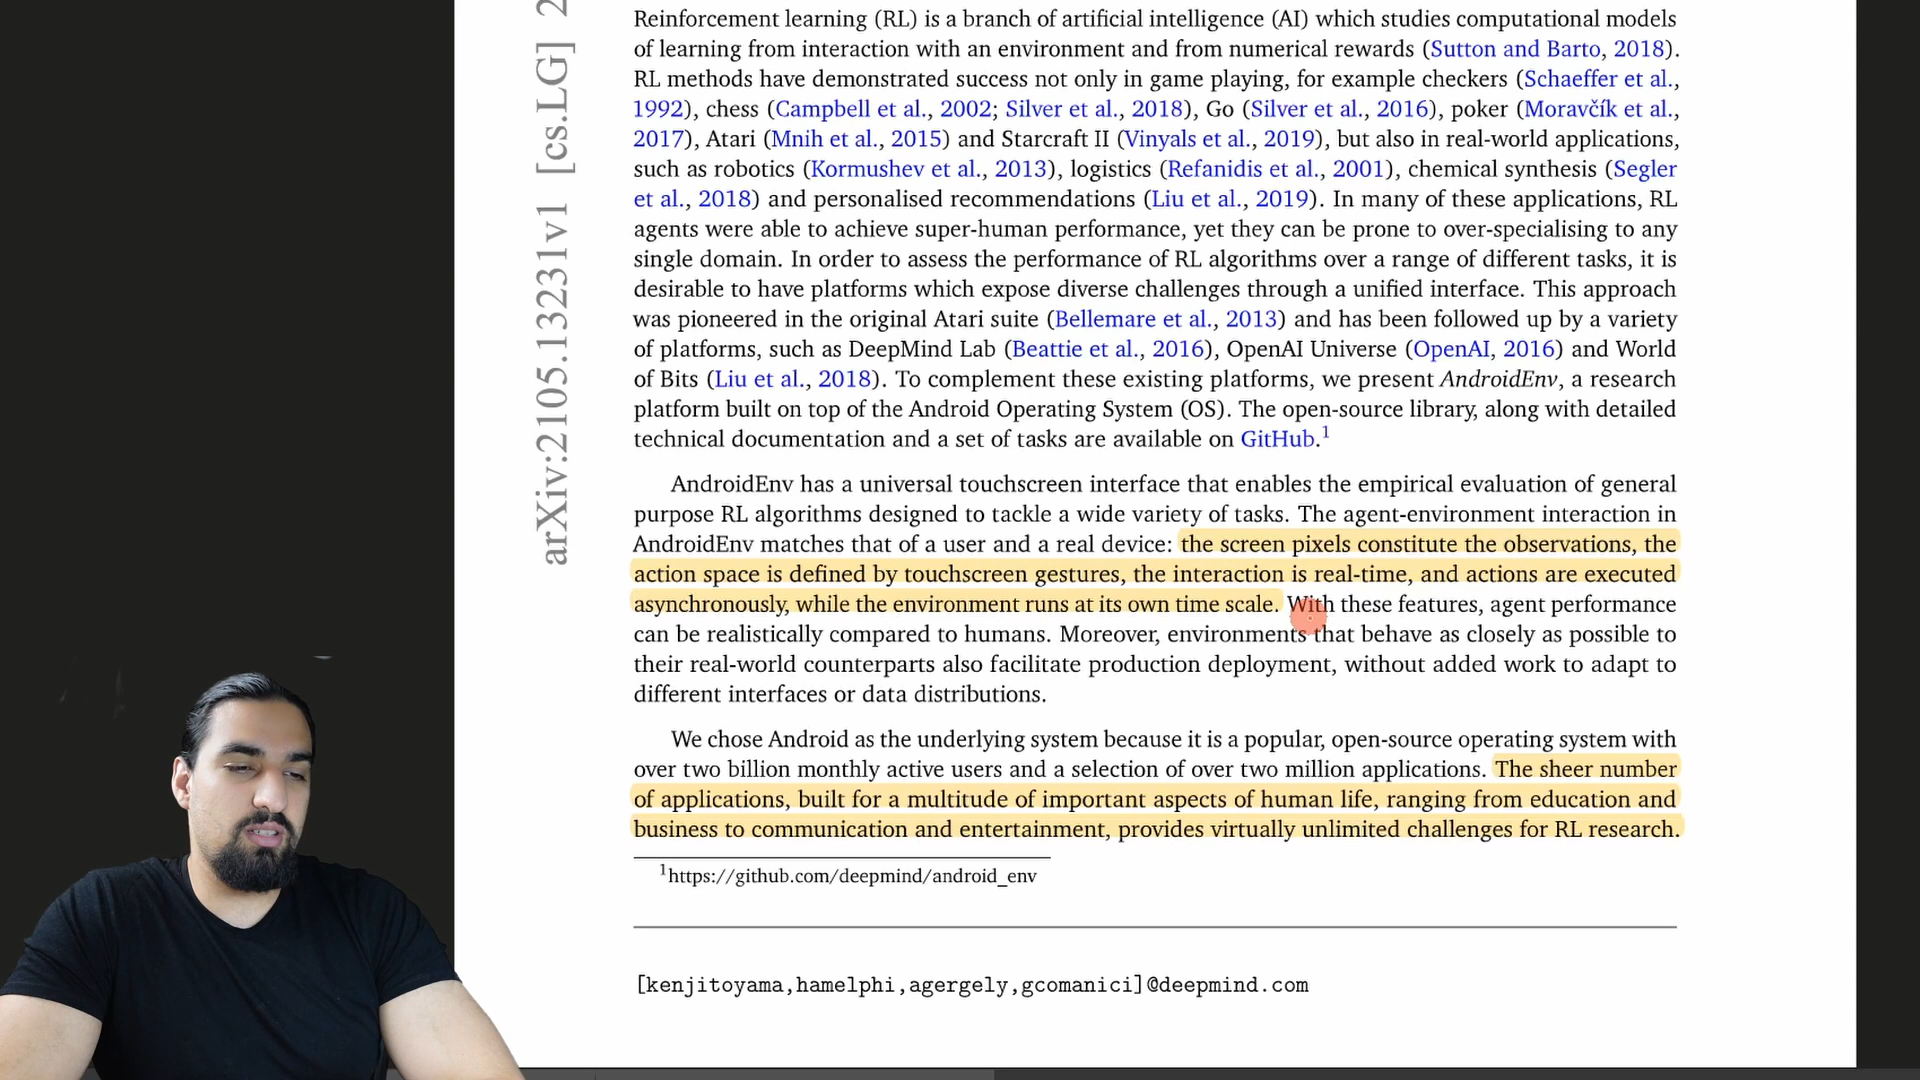 arXiv:2105.13231v1 [cs.LG] 2
Reinforcement learning (RL) is a branch of artificial intelligence (AI) which studies computational models
of learning from interaction with an environment and from numerical rewards (Sutton and Barto, 2018).
RL methods have demonstrated success not only in game playing, for example checkers (Schaeffer et al.,
1992), chess (Campbell et al., 2002; Silver et al., 2018), Go (Silver et al., 2016), poker (Moravčík et al.,
2017), Atari (Mnih et al., 2015) and Starcraft II (Vinyals et al., 2019), but also in real-world applications,
such as robotics (Kormushev et al., 2013), logistics (Refanidis et al., 2001), chemical synthesis (Segler
et al., 2018) and personalised recommendations (Liu et al., 2019). In many of these applications, RL
agents were able to achieve super-human performance, yet they can be prone to over-specialising to any
single domain. In order to assess the performance of RL algorithms over a range of different tasks, it is
desirable to have platforms which expose diverse challenges through a unified interface. This approach
was pioneered in the original Atari suite (Bellemare et al., 2013) and has been followed up by a variety
of platforms, such as DeepMind Lab (Beattie et al., 2016), OpenAI Universe (OpenAI, 2016) and World
of Bits (Liu et al., 2018). To complement these existing platforms, we present AndroidEnv, a research
platform built on top of the Android Operating System (OS). The open-source library, along with detailed
technical documentation and a set of tasks are available on GitHub.1
AndroidEnv has a universal touchscreen interface that enables the empirical evaluation of general
purpose RL algorithms designed to tackle a wide variety of tasks. The agent-environment interaction in
AndroidEnv matches that of a user and a real device: the screen pixels constitute the observations, the
action space is defined by touchscreen gestures, the interaction is real-time, and actions are executed
asynchronously, while the environment runs at its own time scale. With these features, agent performance
can be realistically compared to humans. Moreover, environments that behave as closely as possible to
their real-world counterparts also facilitate production deployment, without added work to adapt to
different interfaces or data distributions.
We chose Android as the underlying system because it is a popular, open-source operating system with
over two billion monthly active users and a selection of over two million applications. The sheer number
of applications, built for a multitude of important aspects of human life, ranging from education and
business to communication and entertainment, provides virtually unlimited challenges for RL research.
1https://github.com/deepmind/android_env
[kenjitoyama,hamelphi,agergely,gcomanici]@deepmind.com